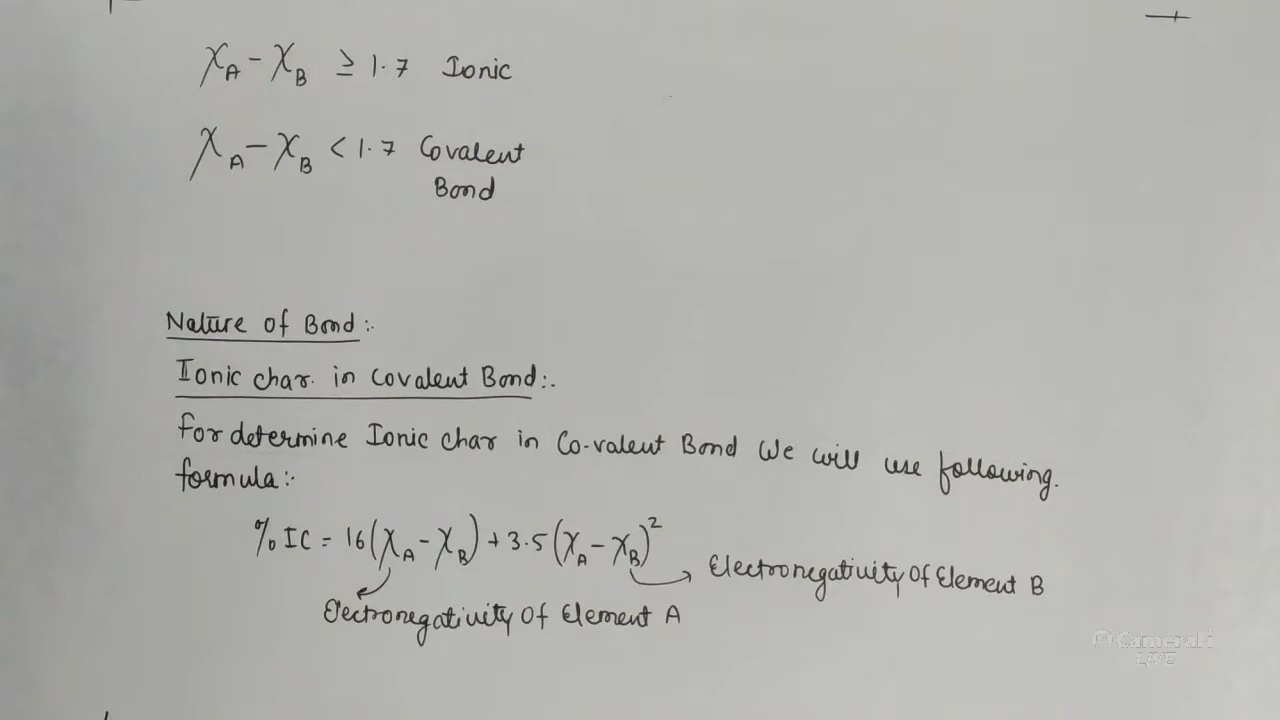 χA - χB ≥ 1.7 Ionic
χA - χB < 1.7 Covalent
Bond
Nature of Bond:-
Ionic char. in Covalent Bond:-
For determine Ionic char in Co-valent Bond We will use following.
formula:-
% IC = 16(χA - χB) + 3.5(χA - χB)²
Electronegativity Of Element B
Electronegativity Of Element A
LIVE